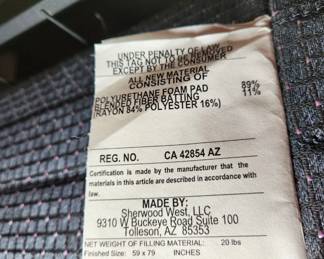 UNDER PENALTY OF LAW
THIS TAG NOT TO BE REMOVED
EXCEPT BY THE CONSUMER
ALL NEW MATERIAL
CONSISTING OF
POLYURETHANE FOAM PAD 89%
BLENDED FIBER BATTING 11%
(RAYON 84% POLYESTER 16%)
REG. NO. CA 42854 AZ
Certification is made by the manufacturer that the
materials in this article are described in accordance with
law.
MADE BY:
Sherwood West, LLC
9310 W Buckeye Road Suite 100
Tolleson, AZ 85353
NET WEIGHT OF FILLING MATERIAL: 20 lbs
Finished Size: 59 x 79 INCHES